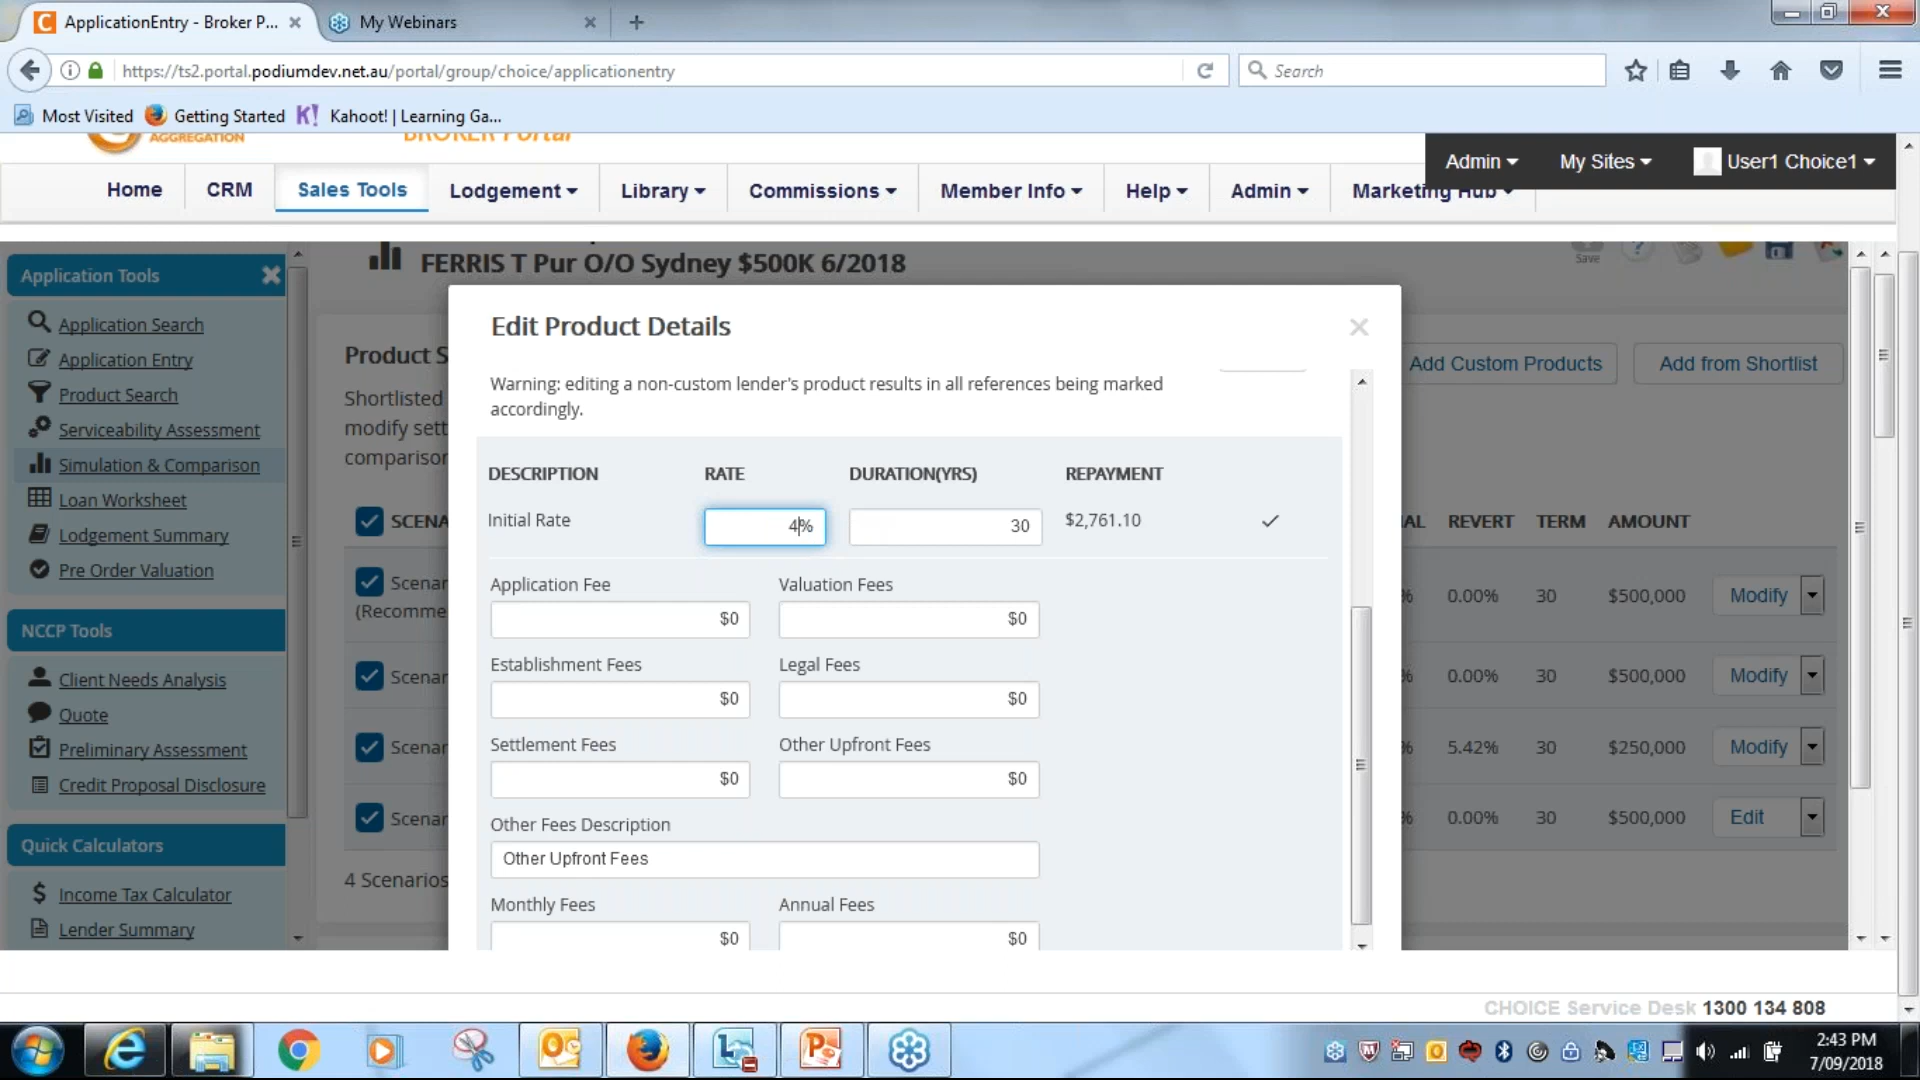 ApplicationEntry - Broker P...
My Webinars
https://ts2.portal.podiumdev.net.au/portal/group/choice/applicationentry
Search
Most Visited
Getting Started
Kahoot! | Learning Ga...
AGGREGATION
BROKER Portal
Admin
My Sites
User1 Choice1
Home
CRM
Sales Tools
Lodgement
Library
Commissions
Member Info
Help
Admin
Marketing Hub
Application Tools
Application Search
Application Entry
Product Search
Serviceability Assessment
Simulation & Comparison
Loan Worksheet
Lodgement Summary
Pre Order Valuation
NCCP Tools
Client Needs Analysis
Quote
Preliminary Assessment
Credit Proposal Disclosure
Quick Calculators
Income Tax Calculator
Lender Summary
FERRIS T Pur O/O Sydney $500K 6/2018
Save
Product S
Shortlisted
modify sett
comparisor
Add Custom Products
Add from Shortlist
SCENA
AL REVERT TERM AMOUNT
Scenar
(Recomme
% 0.00% 30 $500,000 Modify
Scenar
% 0.00% 30 $500,000 Modify
Scenar
% 5.42% 30 $250,000 Modify
Scenar
% 0.00% 30 $500,000 Edit
4 Scenarios
Edit Product Details
Warning: editing a non-custom lender's product results in all references being marked
accordingly.
DESCRIPTION RATE DURATION(YRS) REPAYMENT
Initial Rate 4% 30 $2,761.10
Application Fee Valuation Fees
$0 $0
Establishment Fees Legal Fees
$0 $0
Settlement Fees Other Upfront Fees
$0 $0
Other Fees Description
Other Upfront Fees
Monthly Fees Annual Fees
$0 $0
CHOICE Service Desk 1300 134 808
2:43 PM
7/09/2018